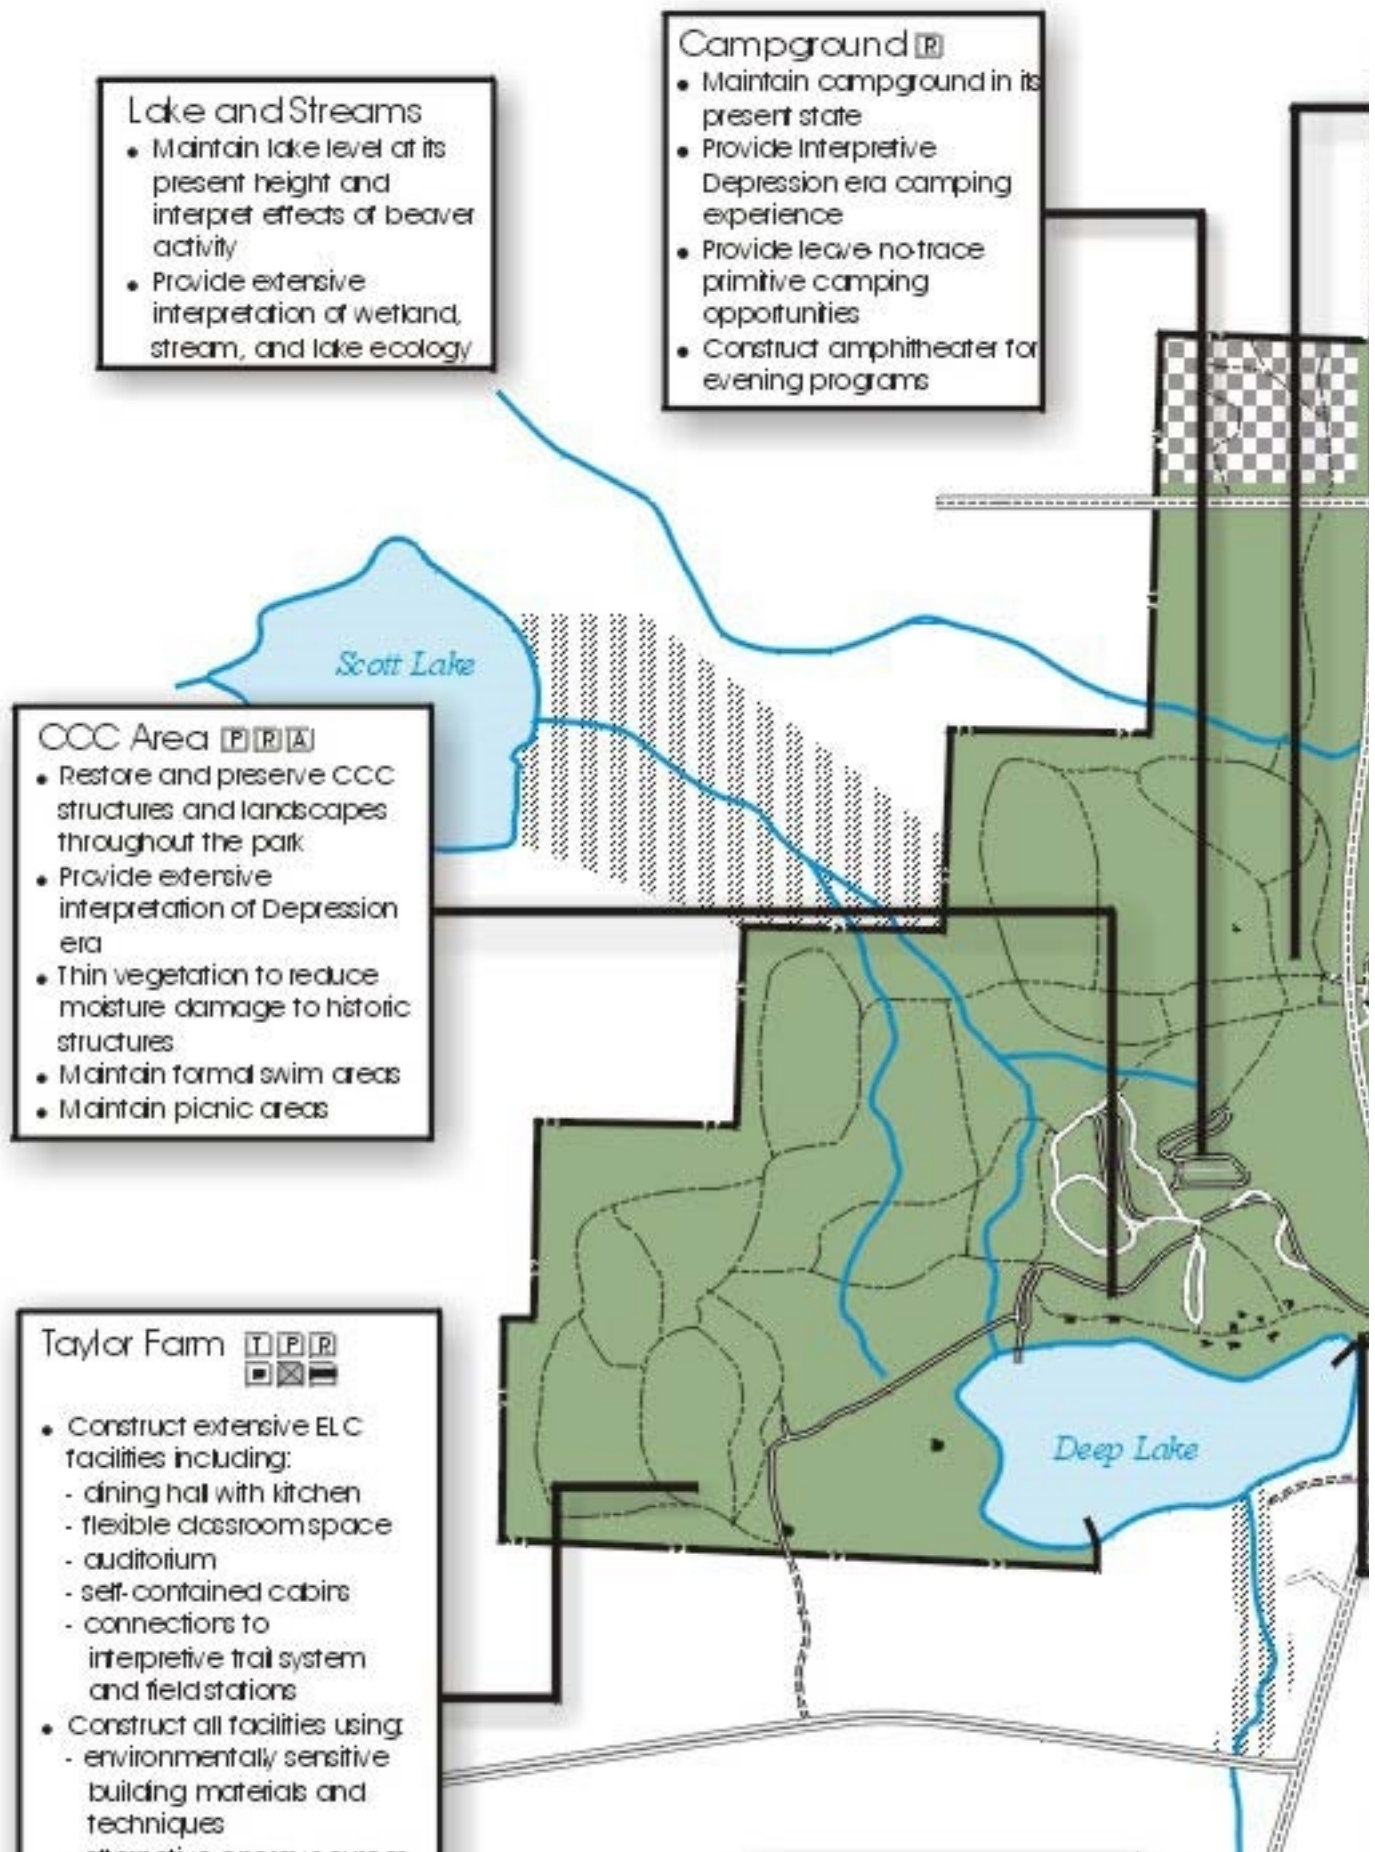 Lake and Streams
• Maintain lake level at its
present height and
interpret effects of beaver
activity
• Provide extensive
interpretation of wetland,
stream, and lake ecology
Campground R
• Maintain campground in its
present state
• Provide Interpretive
Depression era camping
experience
• Provide leave-no-trace
primitive camping
opportunities
• Construct amphitheater for
evening programs
Scott Lake
CCC Area P R A
• Restore and preserve CCC
structures and landscapes
throughout the park
• Provide extensive
interpretation of Depression
era
• Thin vegetation to reduce
moisture damage to historic
structures
• Maintain formal swim areas
• Maintain picnic areas
Taylor Farm T P R
• Construct extensive ELC
facilities including:
- dining hall with kitchen
- flexible classroom space
- auditorium
- self-contained cabins
- connections to
interpretive trail system
and field stations
• Construct all facilities using:
- environmentally sensitive
building materials and
techniques
Deep Lake